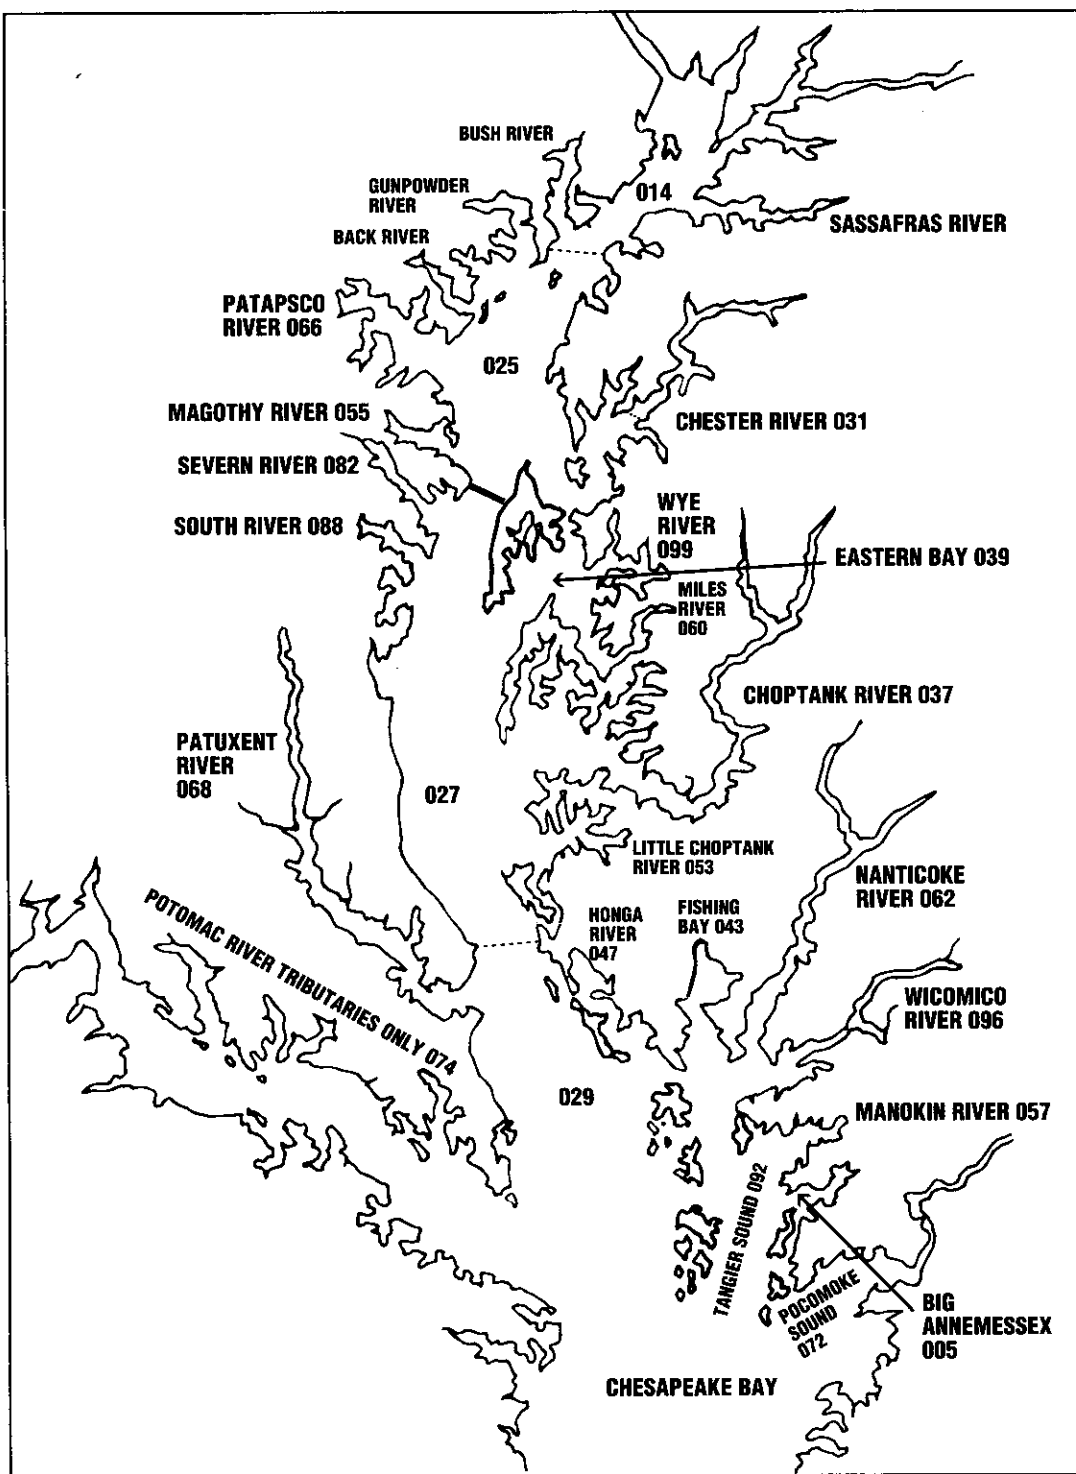 BUSH RIVER
014
GUNPOWDER
RIVER
SASSAFRAS RIVER
BACK RIVER
PATAPSCO
RIVER 066
025
MAGOTHY RIVER 055
CHESTER RIVER 031
SEVERN RIVER 082
SOUTH RIVER 088
WYE
RIVER
099
EASTERN BAY 039
MILES
RIVER
060
CHOPTANK RIVER 037
PATUXENT
RIVER
068
027
LITTLE CHOPTANK
RIVER 053
NANTICOKE
RIVER 062
HONGA
RIVER
047
FISHING
BAY 043
POTOMAC RIVER TRIBUTARIES ONLY 074
WICOMICO
RIVER 096
029
MANOKIN RIVER 057
TANGIER SOUND 092
POCOMOKE
SOUND
072
BIG
ANNEMESSEX
005
CHESAPEAKE BAY